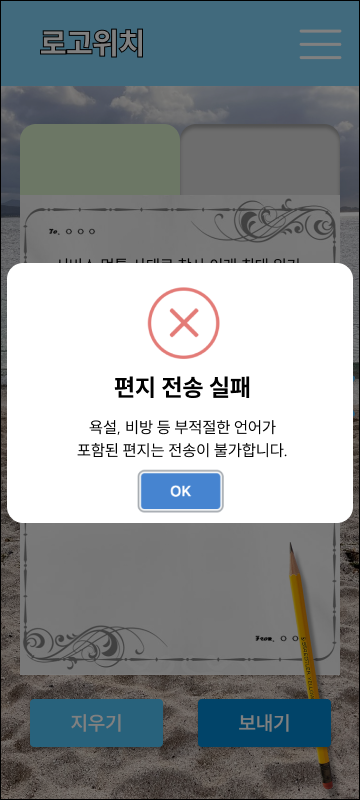 로고위치
To. ㅇ ㅇ ㅇ
편지 전송 실패
욕설, 비방 등 부적절한 언어가
포함된 편지는 전송이 불가합니다.
OK
From. ㅇ ㅇ
지우기
보내기